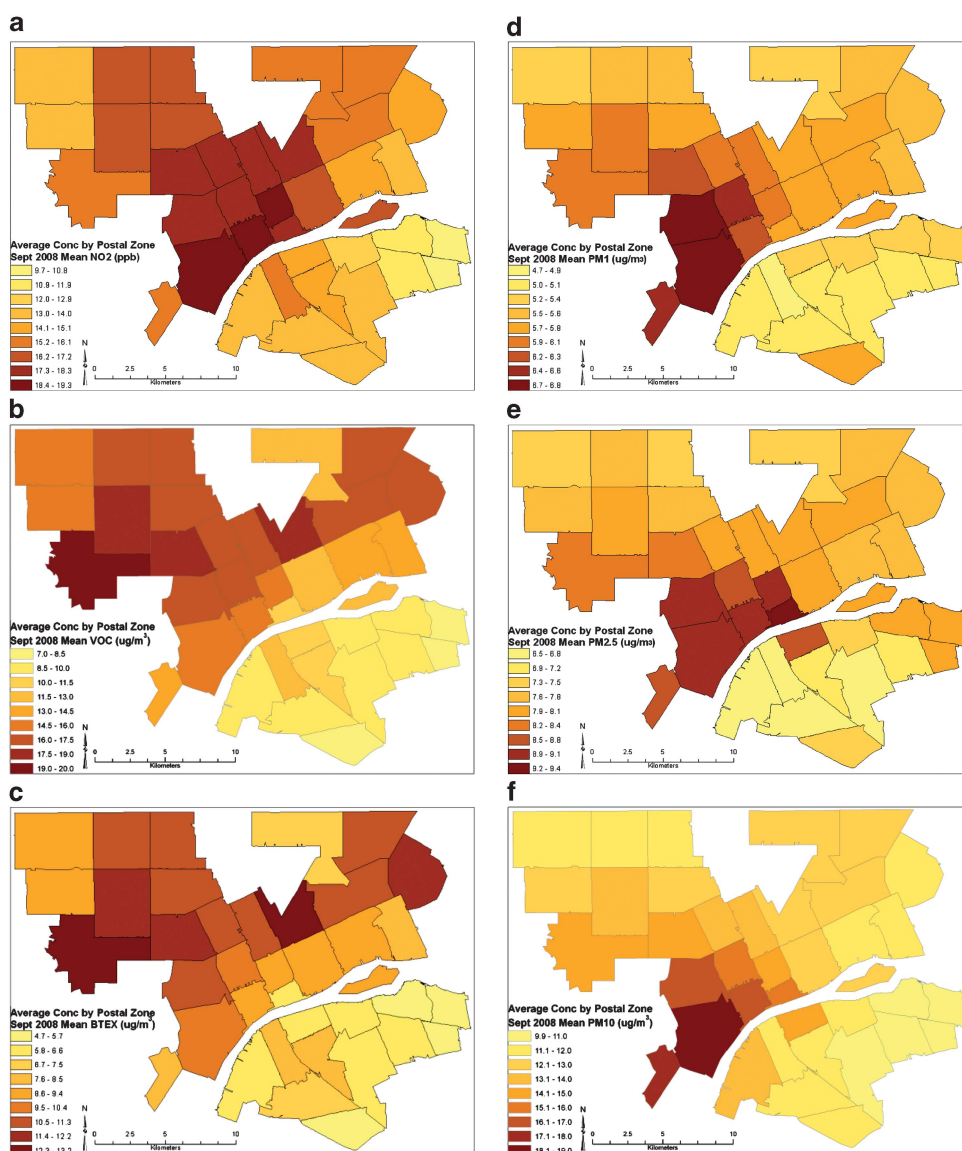 a
Average Conc by Postal Zone
Sept 2008 Mean NO2 (ppb)
9.7 - 10.8
10.9 - 11.9
12.0 - 12.9
13.0 - 14.0
14.1 - 15.1
15.2 - 16.1
16.2 - 17.2
17.3 - 18.3
18.4 - 19.3
N
0 2.5 5 10
Kilometers
b
Average Conc by Postal Zone
Sept 2008 Mean VOC (ug/m³)
7.0 - 8.5
8.5 - 10.0
10.0 - 11.5
11.5 - 13.0
13.0 - 14.5
14.5 - 16.0
16.0 - 17.5
17.5 - 19.0
19.0 - 20.0
N
0 2.5 5 10
Kilometers
c
Average Conc by Postal Zone
Sept 2008 Mean BTEX (ug/m³)
4.7 - 5.7
5.8 - 6.6
6.7 - 7.5
7.6 - 8.5
8.6 - 9.4
9.5 - 10.4
10.5 - 11.3
11.4 - 12.2
12.3 - 13.2
N
0 2.5 5 10
Kilometers
d
Average Conc by Postal Zone
Sept 2008 Mean PM1 (ug/m3)
4.7 - 4.9
5.0 - 5.1
5.2 - 5.4
5.5 - 5.6
5.7 - 5.8
5.9 - 6.1
6.2 - 6.3
6.4 - 6.6
6.7 - 6.8
N
0 2.5 5 10
Kilometers
e
Average Conc by Postal Zone
Sept 2008 Mean PM2.5 (ug/m3)
6.5 - 6.8
6.9 - 7.2
7.3 - 7.5
7.6 - 7.8
7.9 - 8.1
8.2 - 8.4
8.5 - 8.8
8.9 - 9.1
9.2 - 9.4
N
0 2.5 5 10
Kilometers
f
Average Conc by Postal Zone
Sept 2008 Mean PM10 (ug/m³)
9.9 - 11.0
11.1 - 12.0
12.1 - 13.0
13.1 - 14.0
14.1 - 15.0
15.1 - 16.0
16.1 - 17.0
17.1 - 18.0
18.1 - 19.0
N
0 2.5 5 10
Kilometers